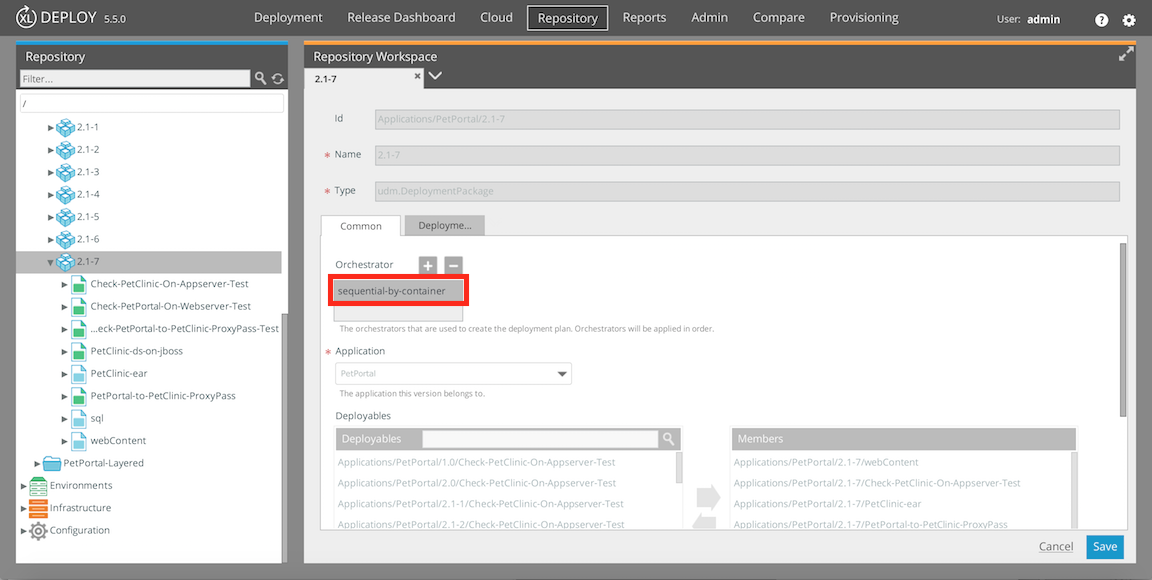 XL DEPLOY 5.5.0
Deployment Release Dashboard Cloud Repository Reports Admin Compare Provisioning
User: admin ?
Repository
Filter...
/
2.1-1
2.1-2
2.1-3
2.1-4
2.1-5
2.1-6
2.1-7
Check-PetClinic-On-Appserver-Test
Check-PetPortal-On-Webserver-Test
...eck-PetPortal-to-PetClinic-ProxyPass-Test
PetClinic-ds-on-jboss
PetClinic-ear
PetPortal-to-PetClinic-ProxyPass
sql
webContent
PetPortal-Layered
Environments
Infrastructure
Configuration
Repository Workspace
2.1-7
Id Applications/PetPortal/2.1-7
* Name 2.1-7
* Type udm.DeploymentPackage
Common Deployme...
Orchestrator + −
sequential-by-container
The orchestrators that are used to create the deployment plan. Orchestrators will be applied in order.
* Application
PetPortal
The application this version belongs to.
Deployables
Deployables
Applications/PetPortal/1.0/Check-PetClinic-On-Appserver-Test
Applications/PetPortal/2.0/Check-PetClinic-On-Appserver-Test
Applications/PetPortal/2.1-1/Check-PetClinic-On-Appserver-Test
Applications/PetPortal/2.1-2/Check-PetClinic-On-Appserver-Test
Members
Applications/PetPortal/2.1-7/webContent
Applications/PetPortal/2.1-7/Check-PetClinic-On-Appserver-Test
Applications/PetPortal/2.1-7/PetClinic-ear
Applications/PetPortal/2.1-7/PetPortal-to-PetClinic-ProxyPass
Cancel Save